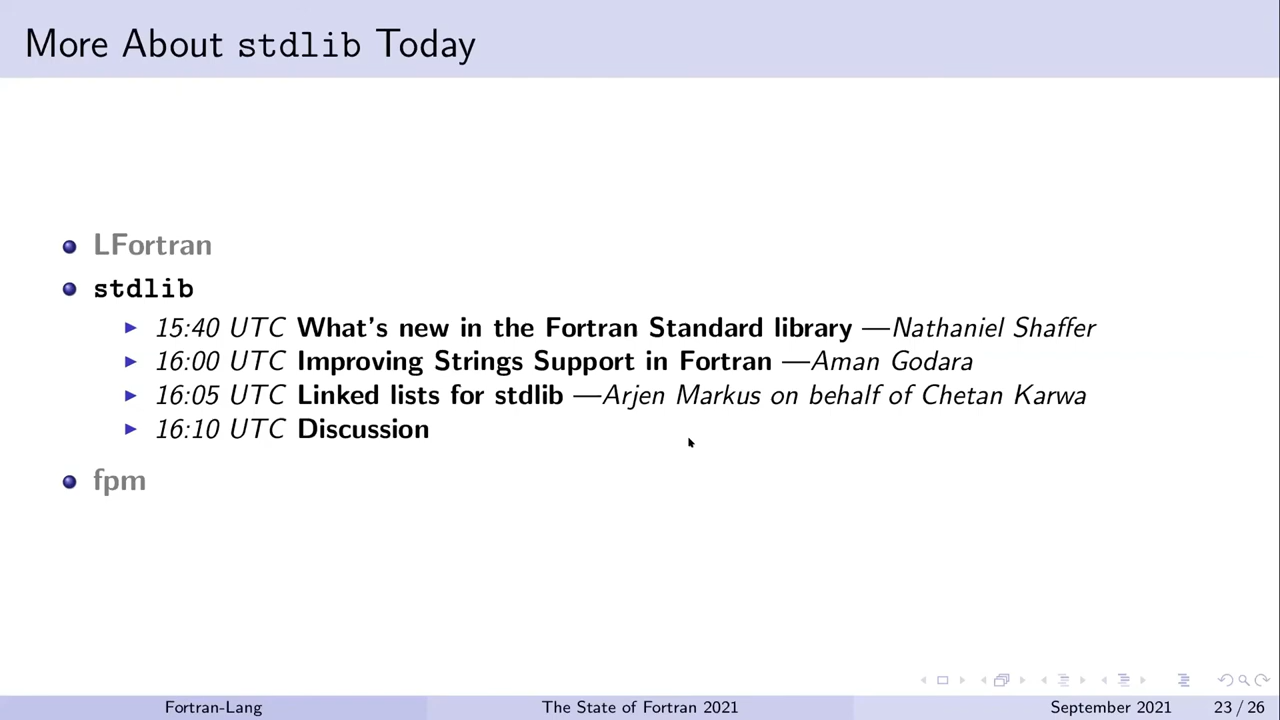 More About stdlib Today
LFortran
stdlib
15:40 UTC What's new in the Fortran Standard library —Nathaniel Shaffer
16:00 UTC Improving Strings Support in Fortran —Aman Godara
16:05 UTC Linked lists for stdlib —Arjen Markus on behalf of Chetan Karwa
16:10 UTC Discussion
fpm
Fortran-Lang The State of Fortran 2021 September 2021 23 / 26